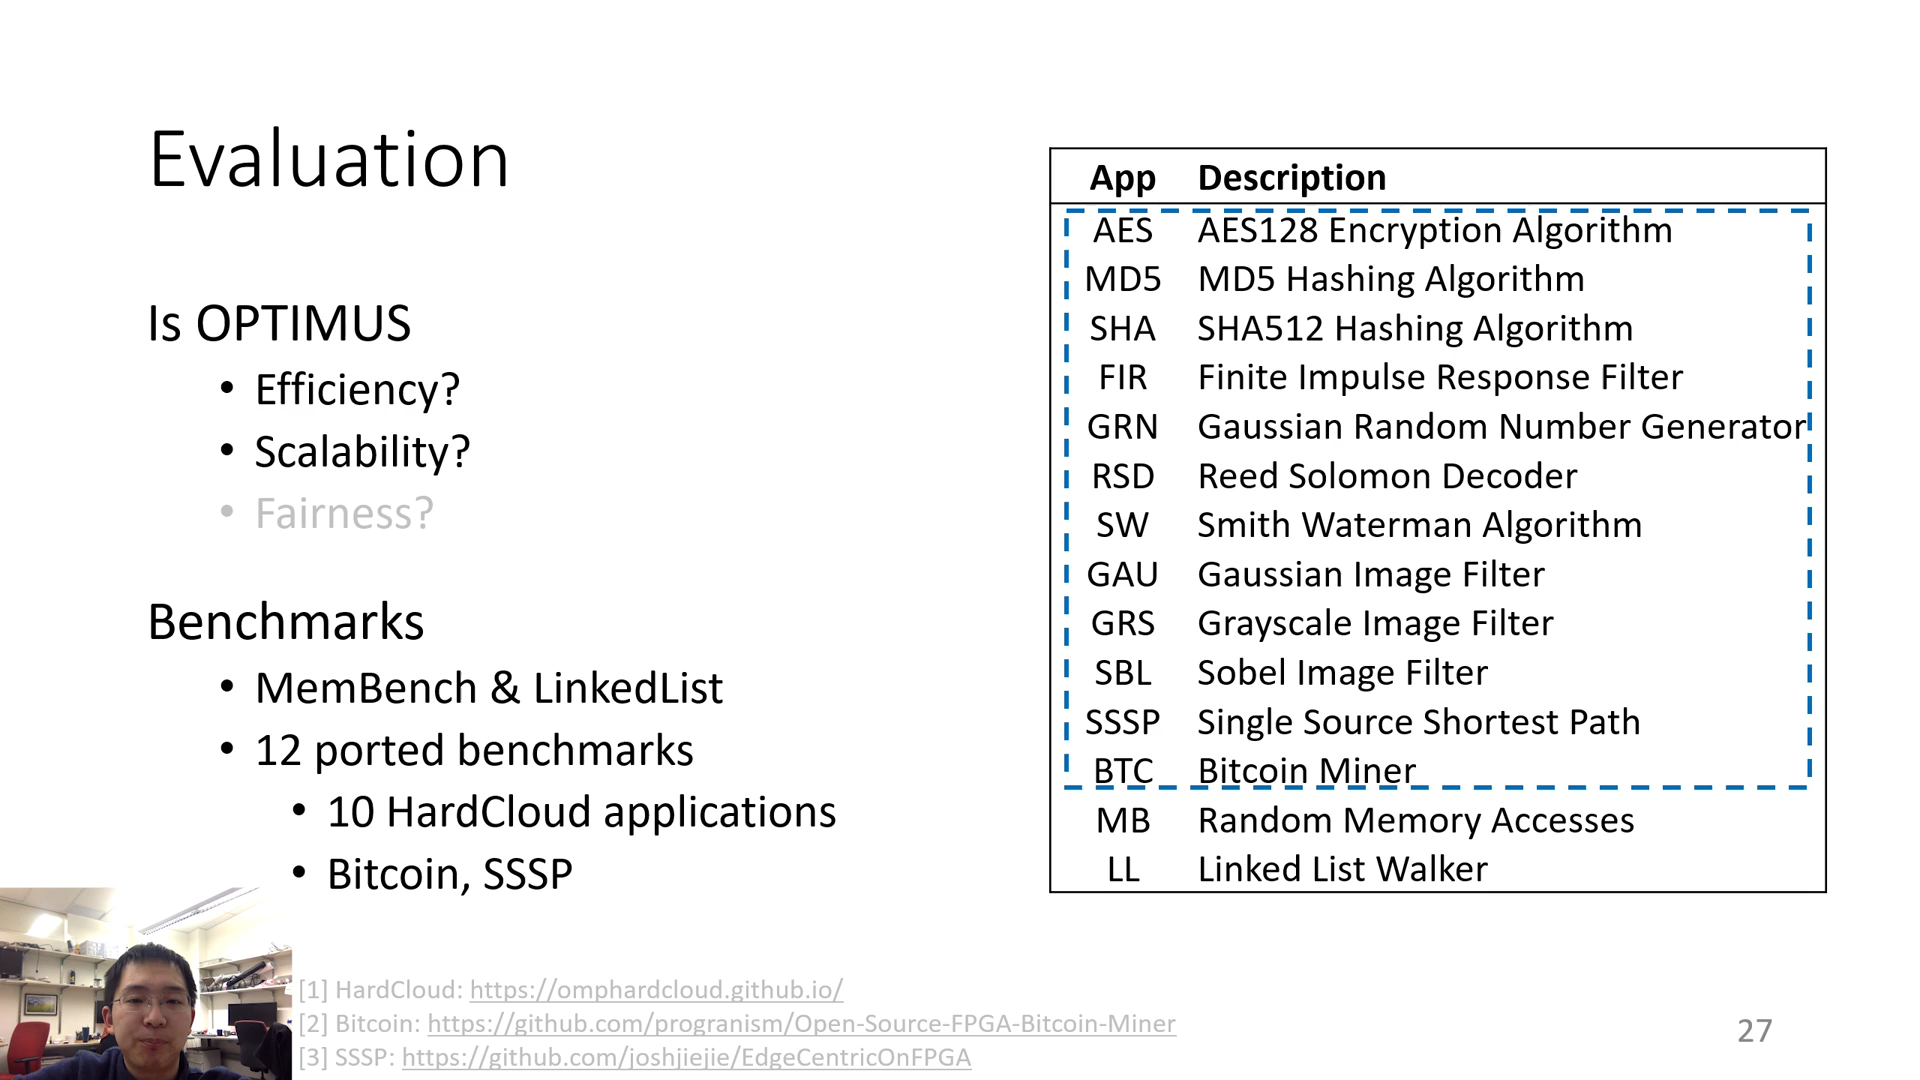 Evaluation
Is OPTIMUS
• Efficiency?
• Scalability?
• Fairness?
Benchmarks
• MemBench & LinkedList
• 12 ported benchmarks
• 10 HardCloud applications
• Bitcoin, SSSP
App Description
AES AES128 Encryption Algorithm
MD5 MD5 Hashing Algorithm
SHA SHA512 Hashing Algorithm
FIR Finite Impulse Response Filter
GRN Gaussian Random Number Generator
RSD Reed Solomon Decoder
SW Smith Waterman Algorithm
GAU Gaussian Image Filter
GRS Grayscale Image Filter
SBL Sobel Image Filter
SSSP Single Source Shortest Path
BTC Bitcoin Miner
MB Random Memory Accesses
LL Linked List Walker
[1] HardCloud: https://omphardcloud.github.io/
[2] Bitcoin: https://github.com/progranism/Open-Source-FPGA-Bitcoin-Miner
[3] SSSP: https://github.com/joshjiejie/EdgeCentricOnFPGA
27